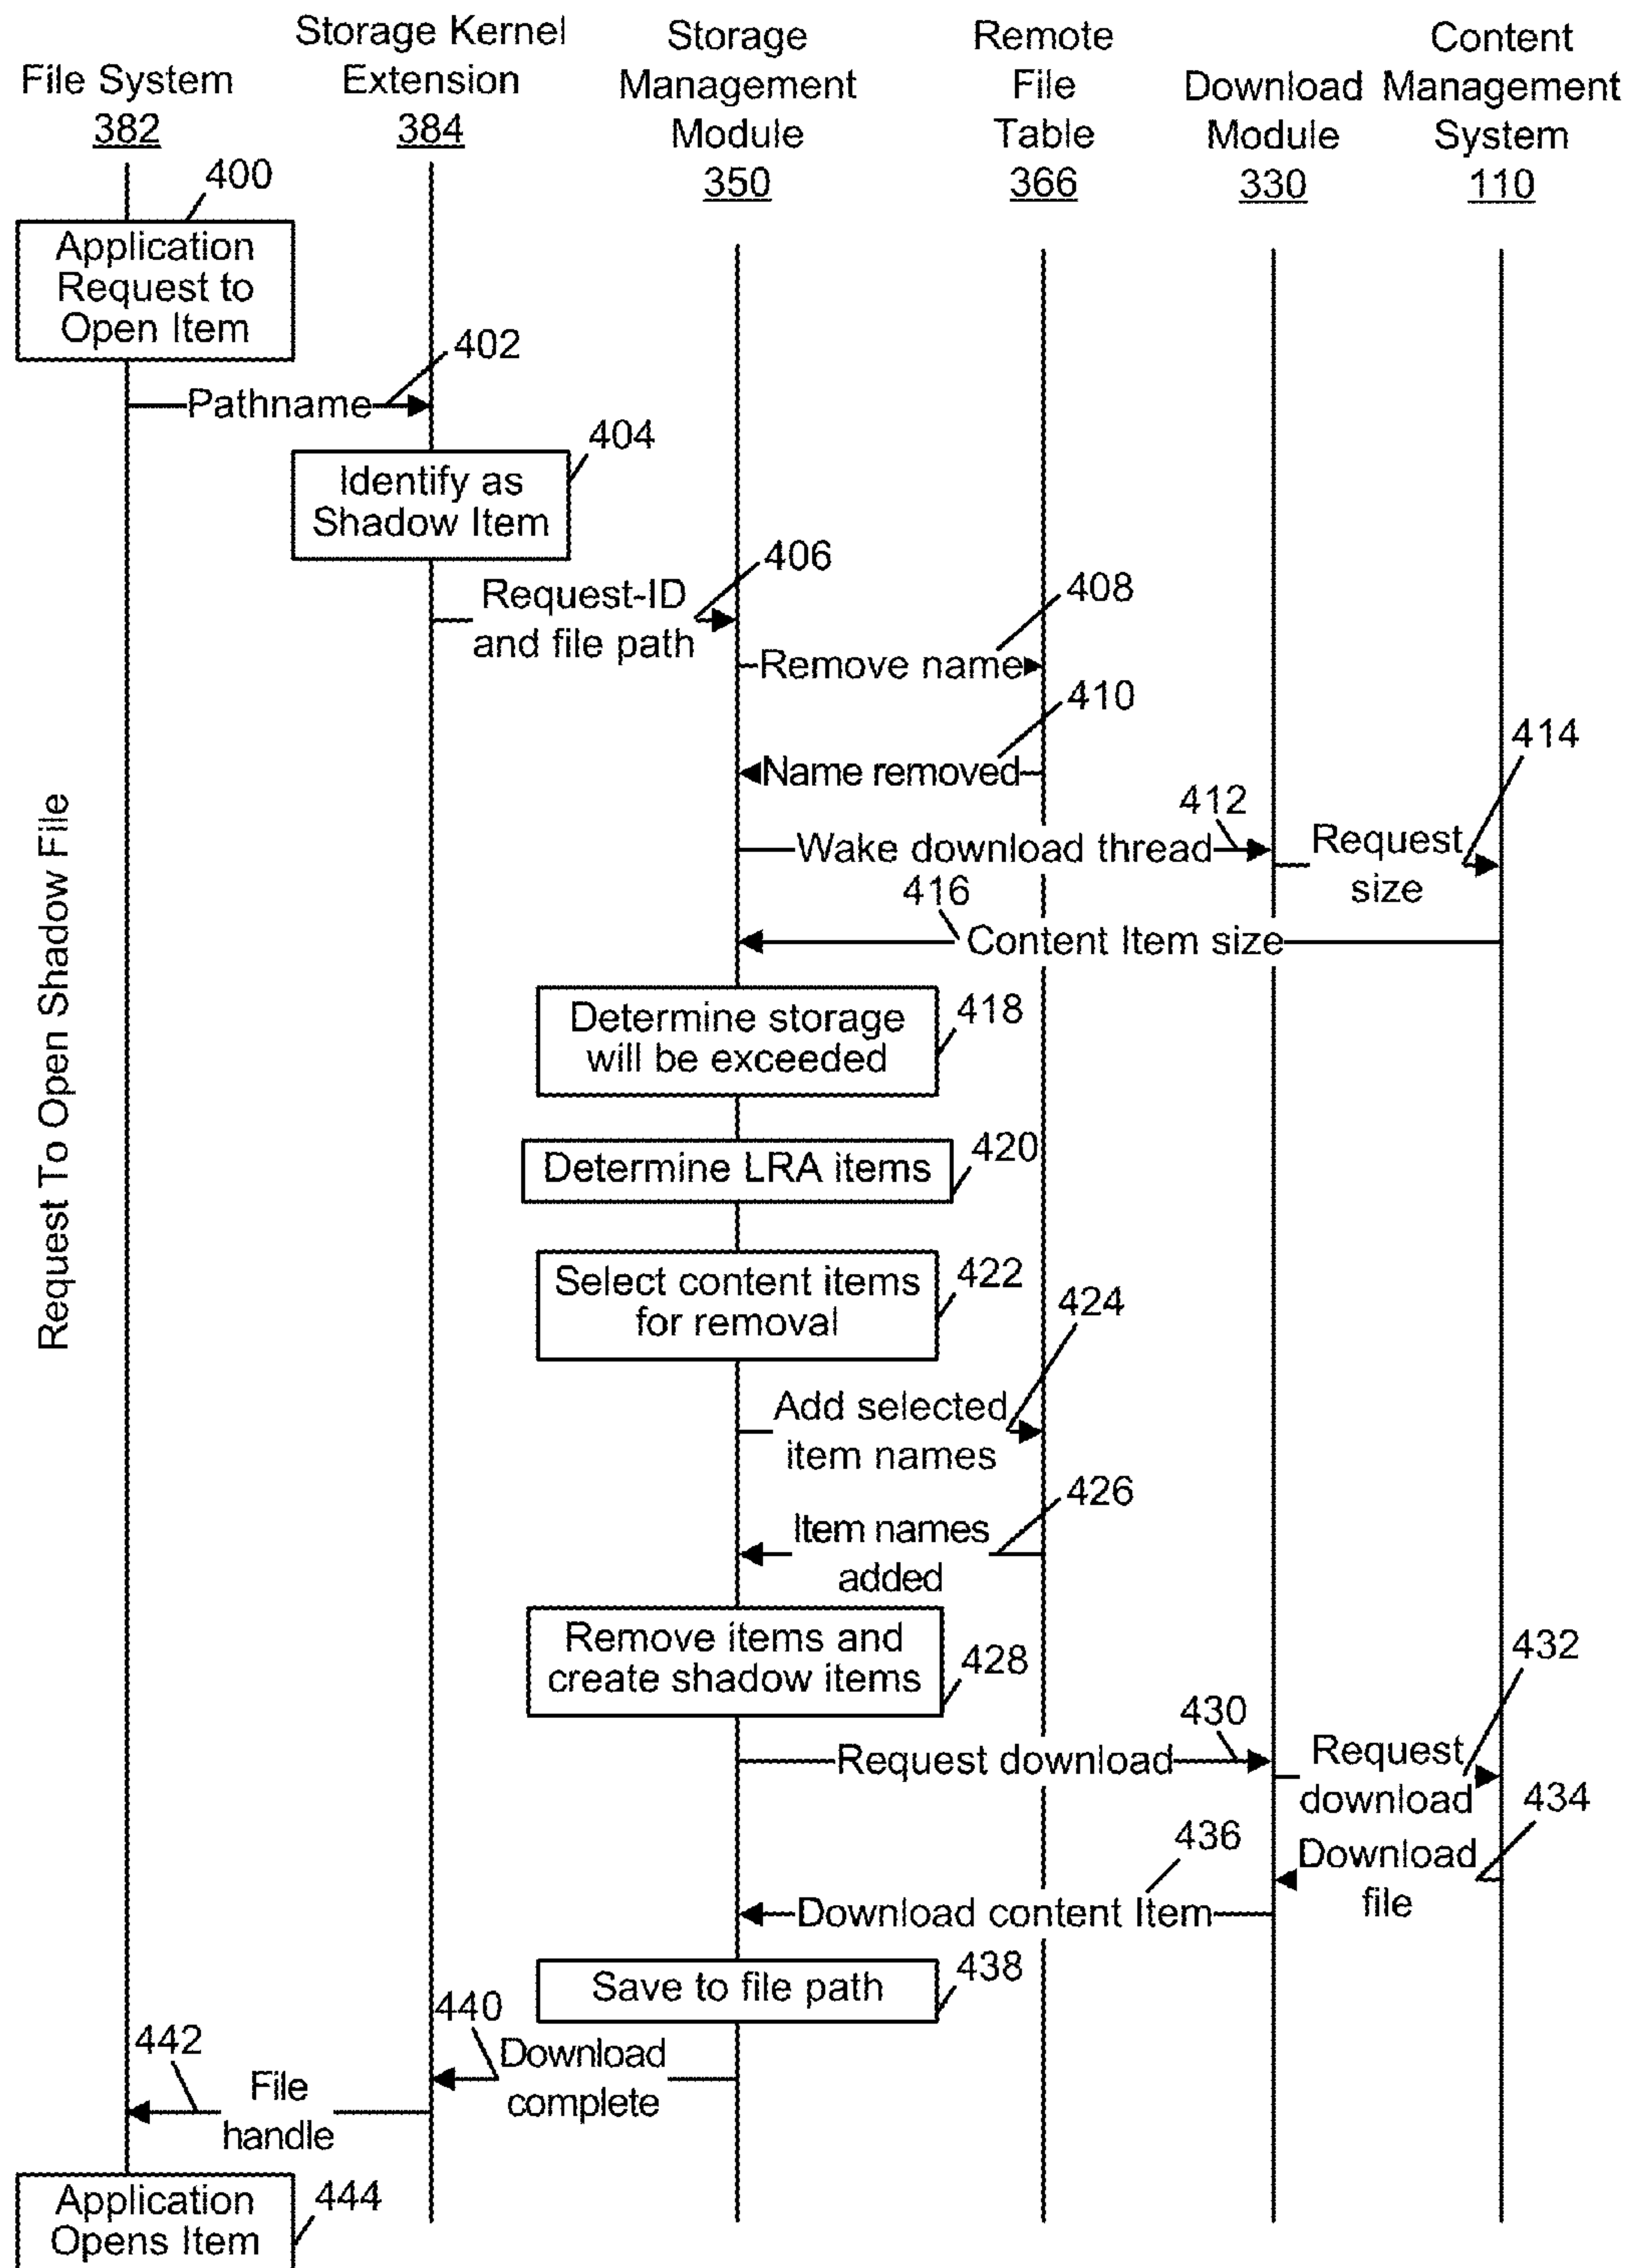 File System
382
Storage Kernel
Extension
384
Storage
Management
Module
350
Remote
File
Table
366
Download
Module
330
Content
Management
System
110
400
Application
Request to
Open Item
402
Pathname
404
Identify as
Shadow Item
406
Request-ID
and file path
408
Remove name
410
Name removed
412
Wake download thread
414
Request
size
416
Content Item size
Request To Open Shadow File
Determine storage
will be exceeded
418
Determine LRA items
420
Select content items
for removal
422
424
Add selected
item names
426
Item names
added
Remove items and
create shadow items
428
430
Request download
432
Request
download
434
Download
file
436
Download content Item
Save to file path
438
440
Download
complete
442
File
handle
Application
Opens Item
444